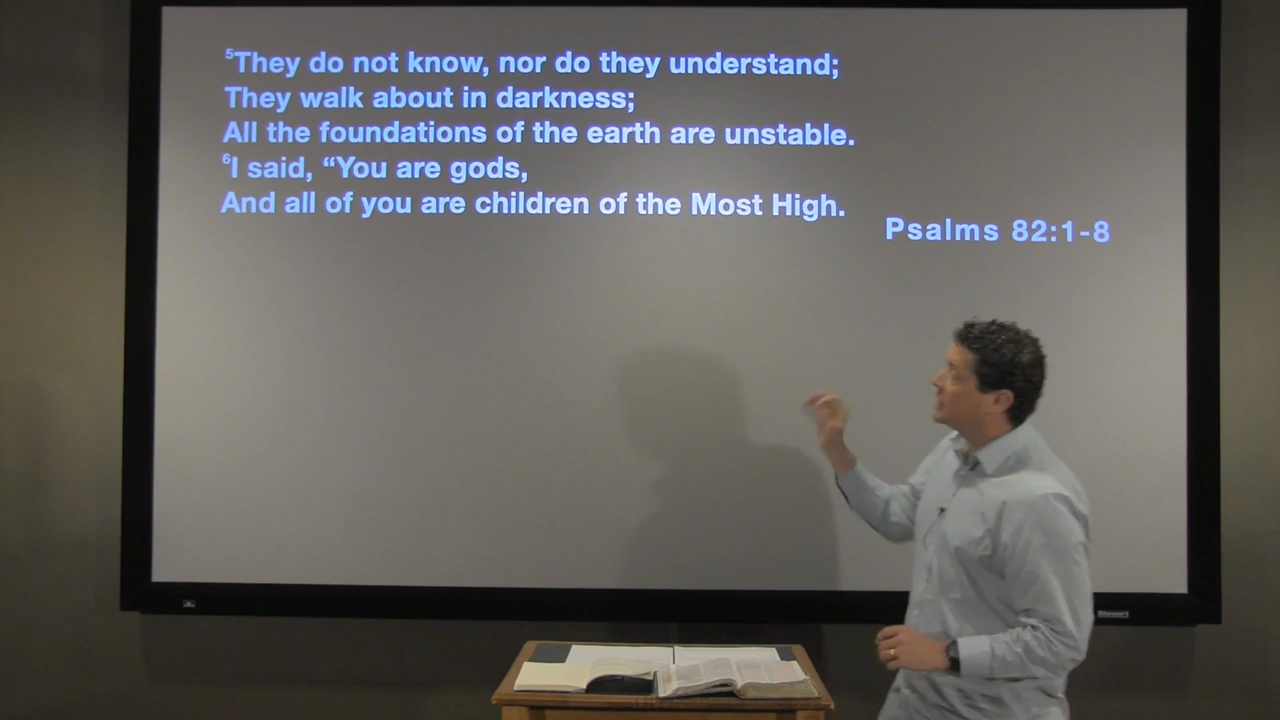 ⁵They do not know, nor do they understand;
They walk about in darkness;
All the foundations of the earth are unstable.
⁶I said, “You are gods,
And all of you are children of the Most High.
Psalms 82:1-8
Stewart